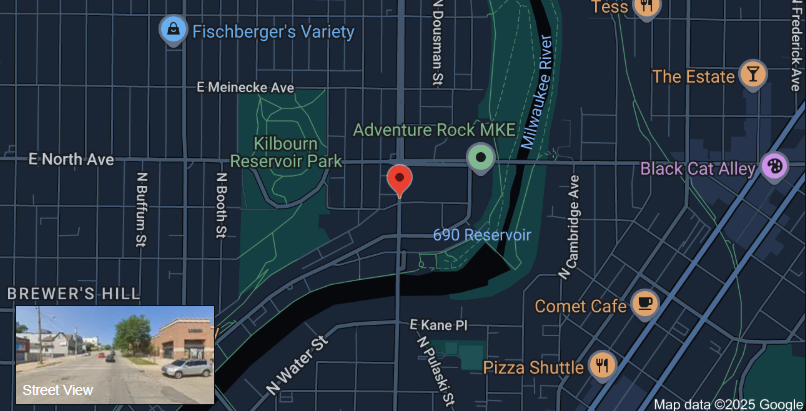 N Dousman St
Tess
N Frederick Ave
Fischberger's Variety
The Estate
E Meinecke Ave
Milwaukee River
Adventure Rock MKE
Kilbourn
Reservoir Park
E North Ave
Black Cat Alley
N Buffum St
N Booth St
N Cambridge Ave
690 Reservoir
BREWER'S HILL
Comet Cafe
E Kane Pl
N Water St
N Pulaski St
Pizza Shuttle
Street View
Map data ©2025 Google